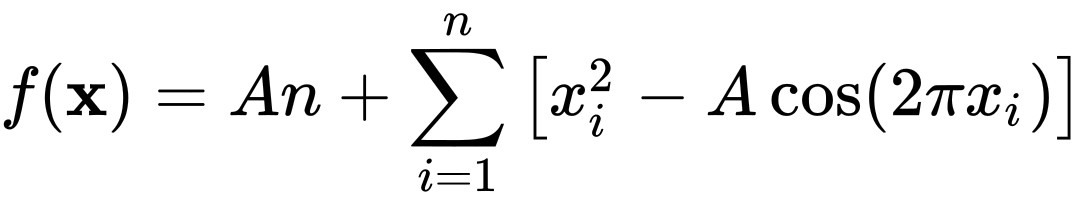 f(𝐱) = An + ∑_{i=1}^{n} [x_i^2 − A cos(2πx_i)]